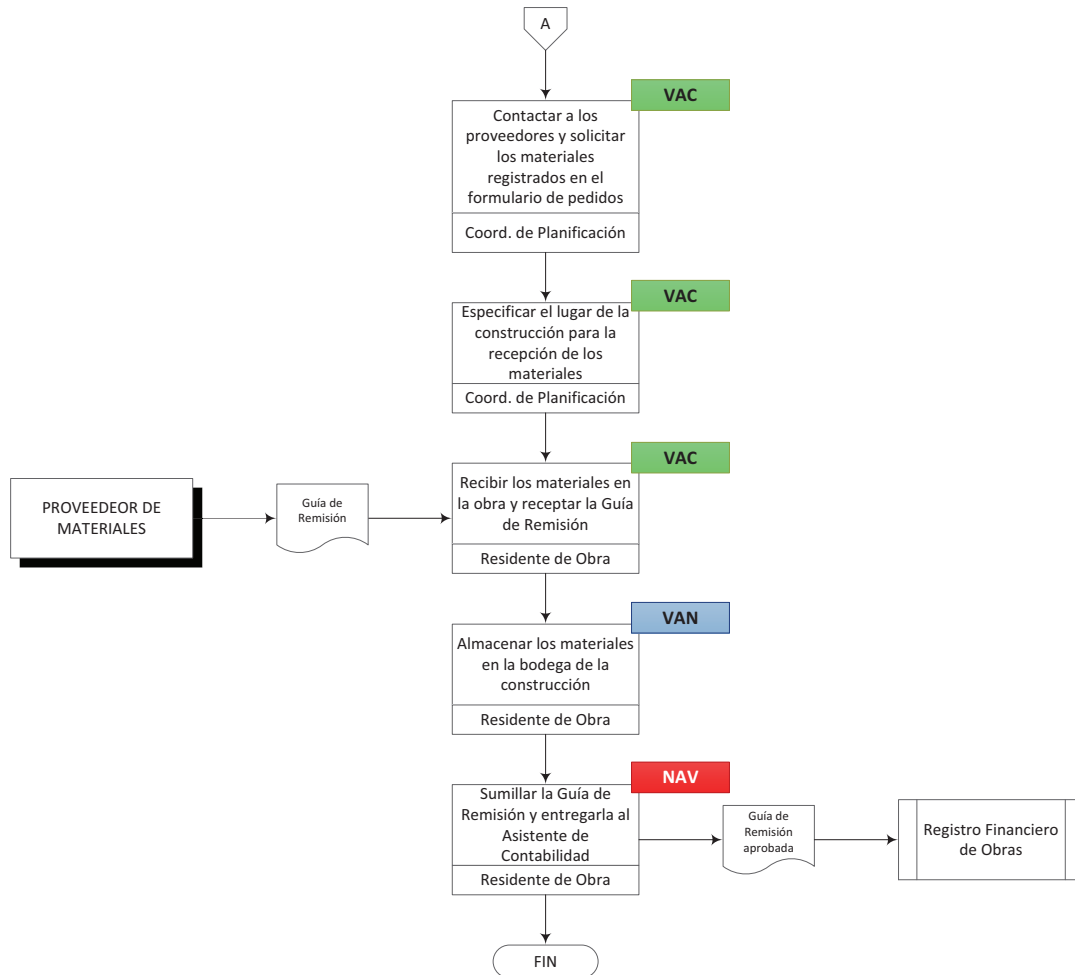 A
VAC
Contactar a los
proveedores y solicitar
los materiales
registrados en el
formulario de pedidos
Coord. de Planificación
VAC
Especificar el lugar de la
construcción para la
recepción de los
materiales
Coord. de Planificación
VAC
PROVEEDEOR DE
MATERIALES
Guía de
Remisión
Recibir los materiales en
la obra y receptar la Guía
de Remisión
Residente de Obra
VAN
Almacenar los materiales
en la bodega de la
construcción
Residente de Obra
NAV
Sumillar la Guía de
Remisión y entregarla al
Asistente de
Contabilidad
Residente de Obra
Guía de
Remisión
aprobada
Registro Financiero
de Obras
FIN